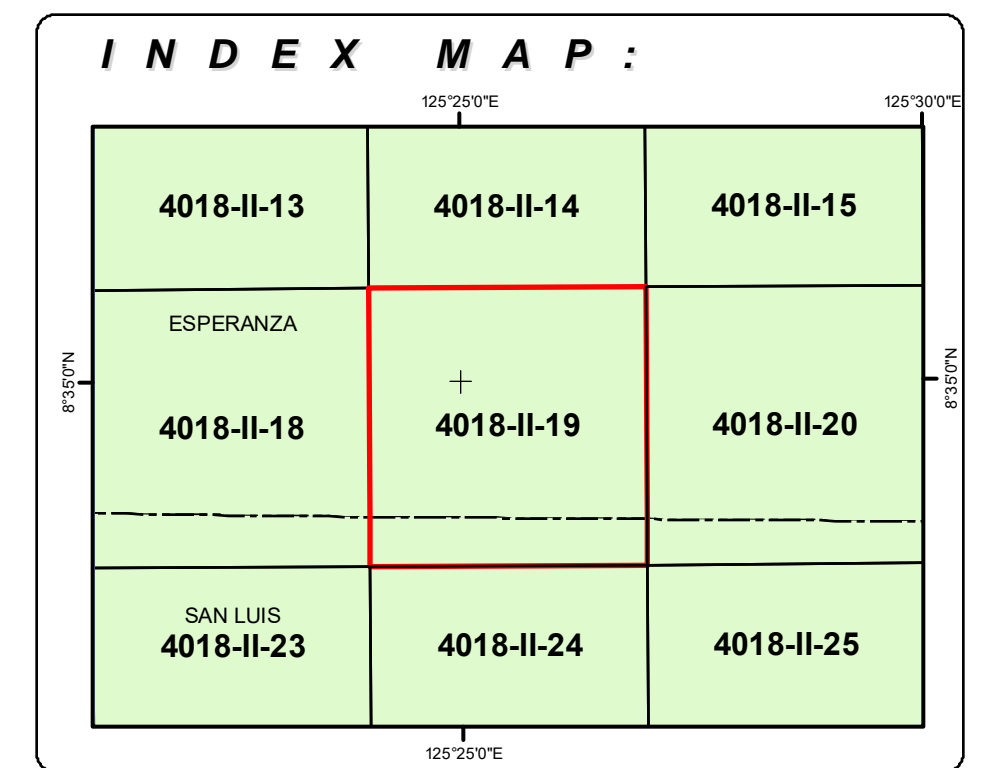 INDEX MAP:
125°25'0"E 125°30'0"E
4018-II-13 4018-II-14 4018-II-15
ESPERANZA
8°35'0"N 8°35'0"N
4018-II-18 4018-II-19 4018-II-20
SAN LUIS
4018-II-23 4018-II-24 4018-II-25
125°25'0"E